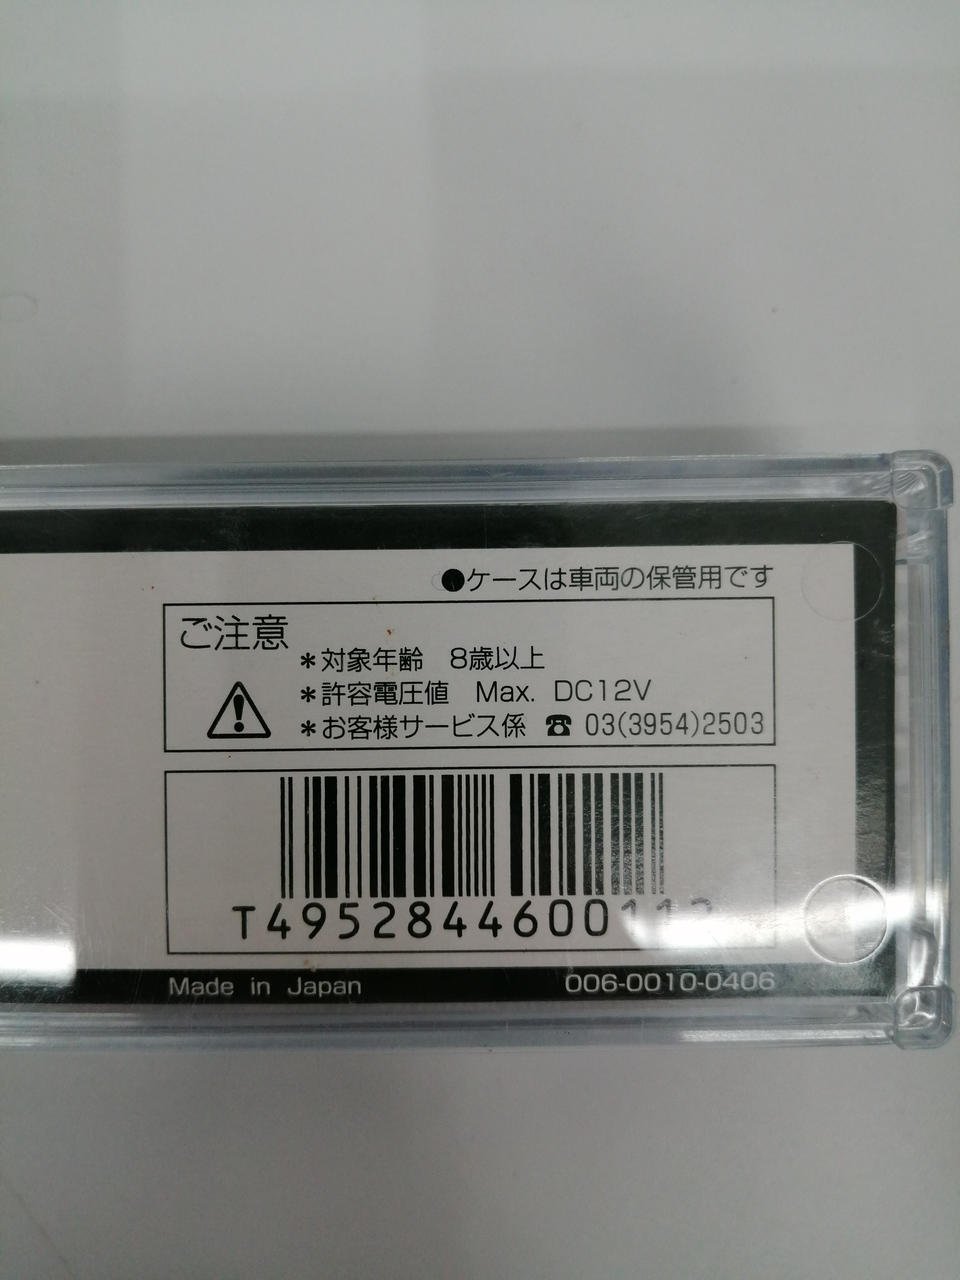 ●ケースは車両の保管用です
ご注意
＊対象年齢 8歳以上
＊許容電圧値 Max. DC12V
＊お客様サービス係 ☎ 03(3954)2503
T4952844600112
Made in Japan 006-0010-0406